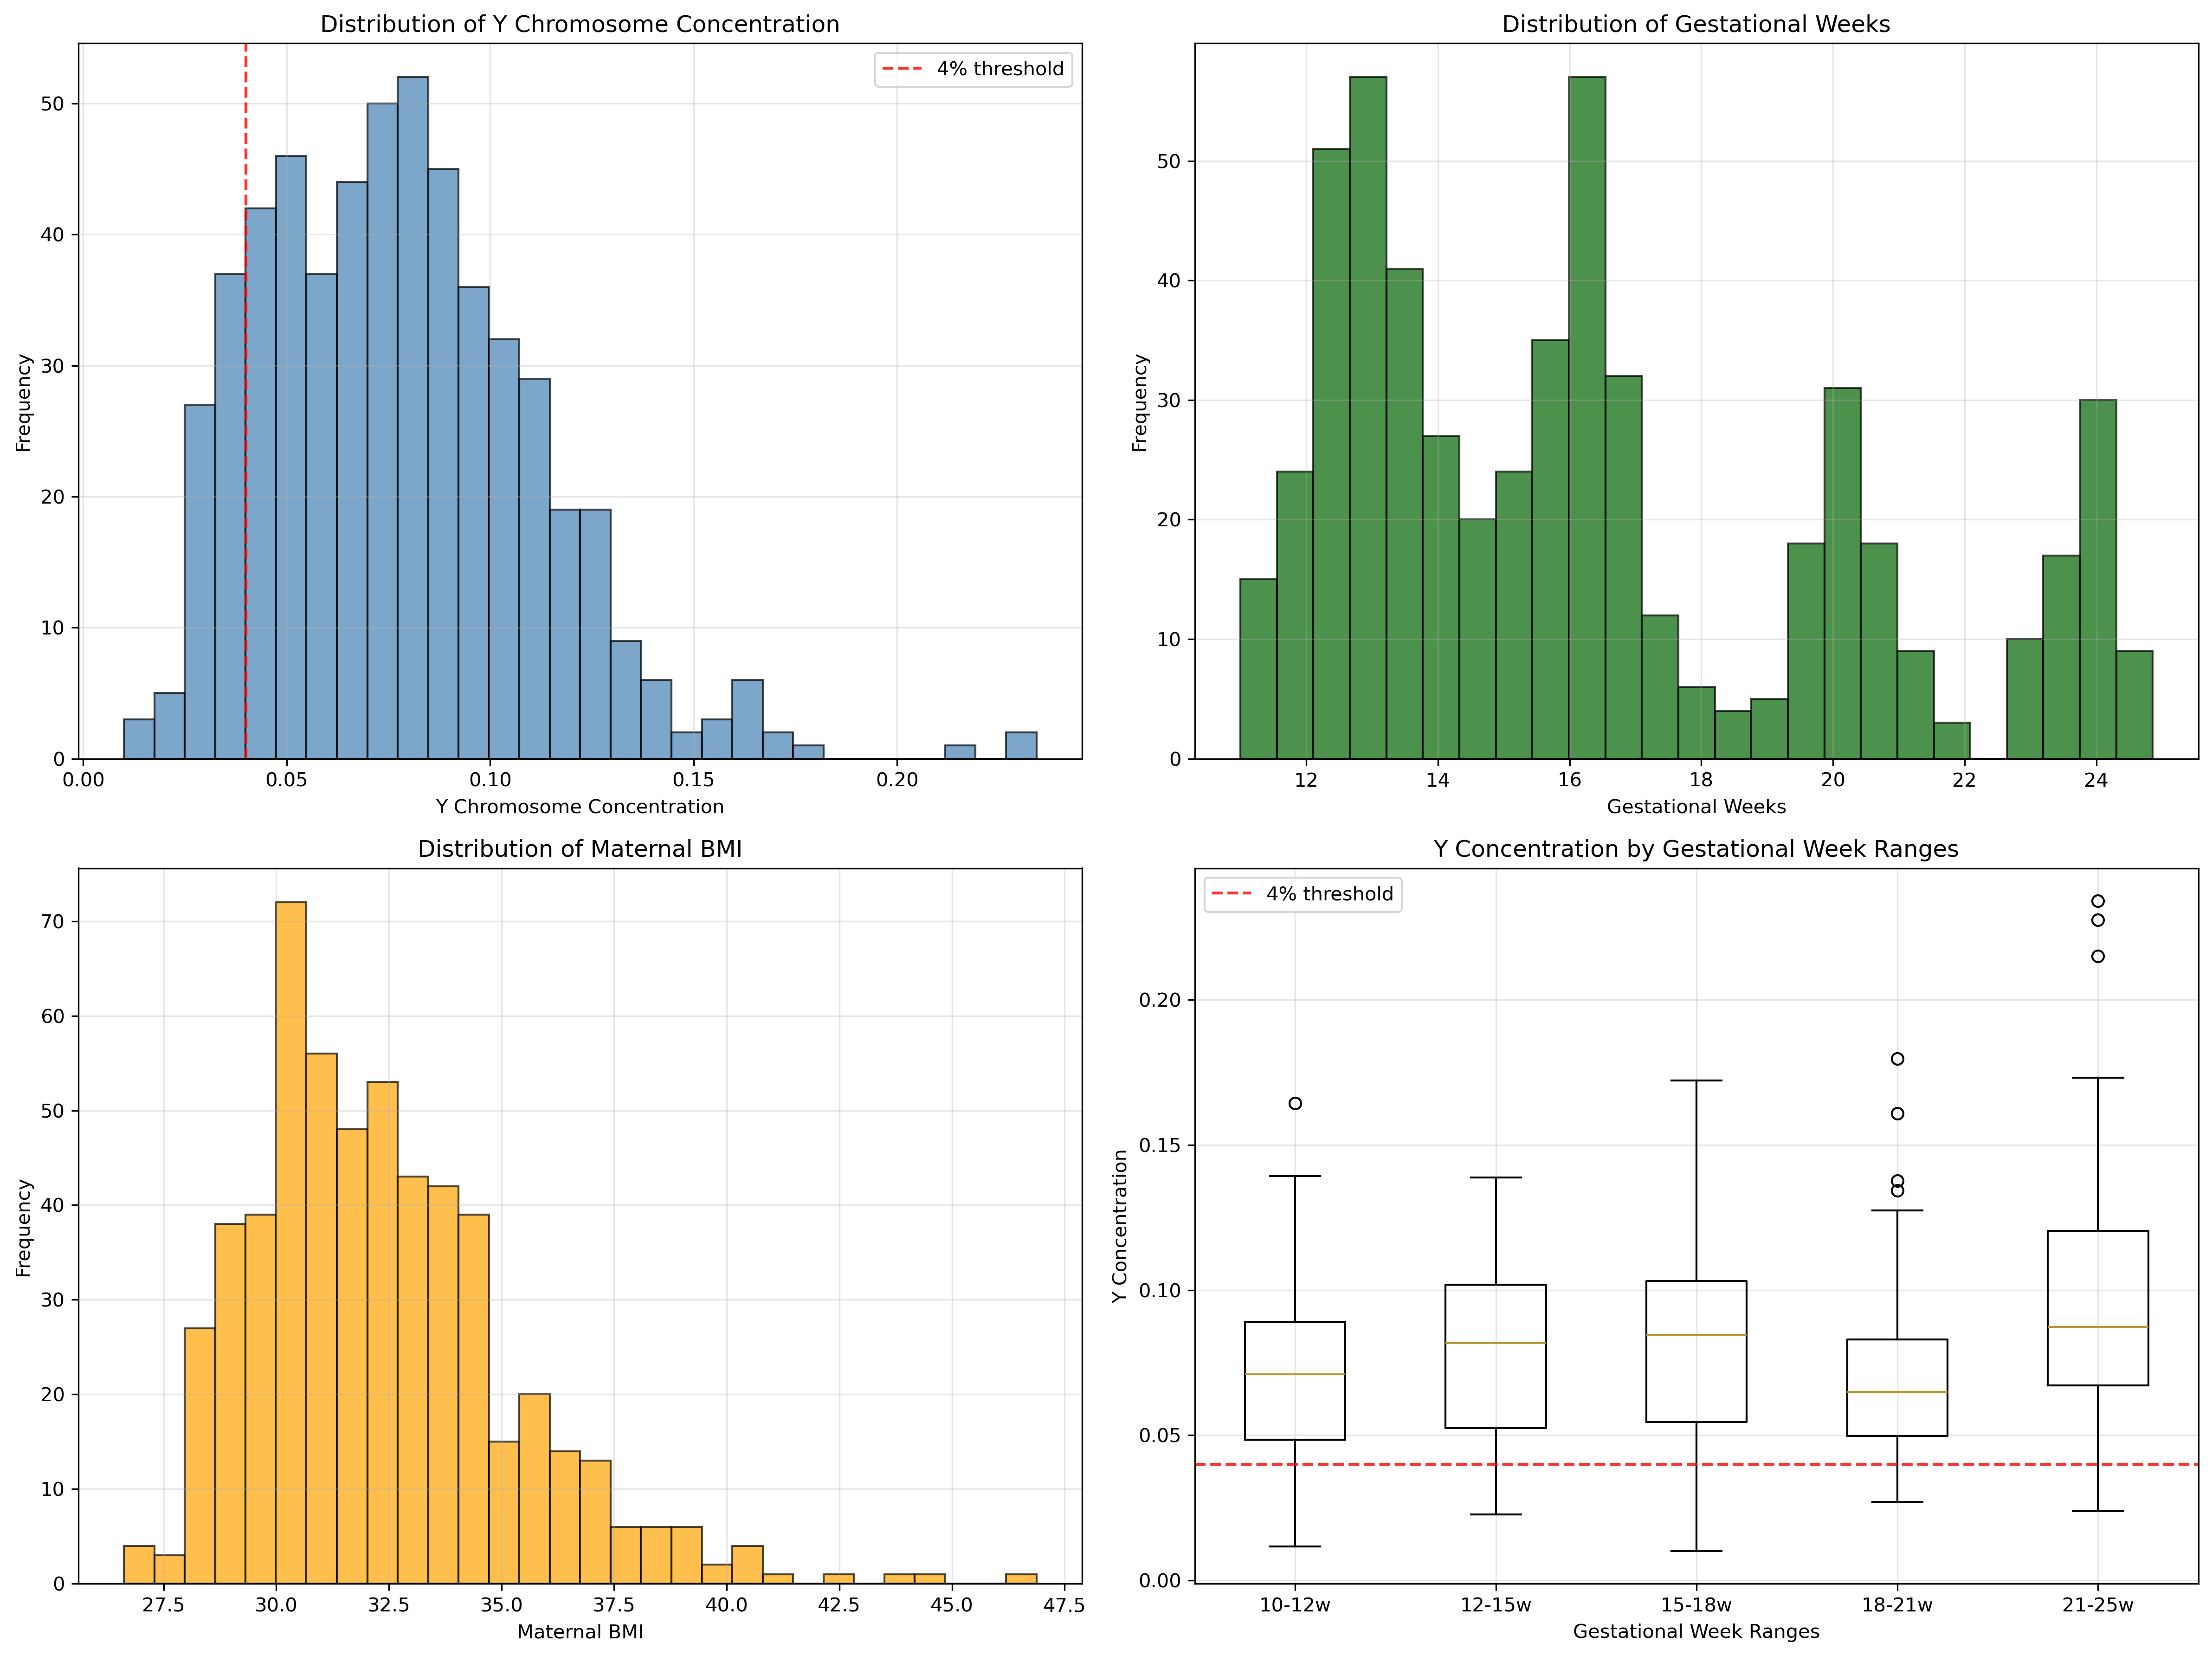 Distribution of Y Chromosome Concentration
4% threshold
Frequency
50
40
30
20
10
0
0.00 0.05 0.10 0.15 0.20
Y Chromosome Concentration
Distribution of Gestational Weeks
Frequency
50
40
30
20
10
0
12 14 16 18 20 22 24
Gestational Weeks
Distribution of Maternal BMI
Frequency
70
60
50
40
30
20
10
0
27.5 30.0 32.5 35.0 37.5 40.0 42.5 45.0 47.5
Maternal BMI
Y Concentration by Gestational Week Ranges
4% threshold
Y Concentration
0.20
0.15
0.10
0.05
0.00
10-12w 12-15w 15-18w 18-21w 21-25w
Gestational Week Ranges